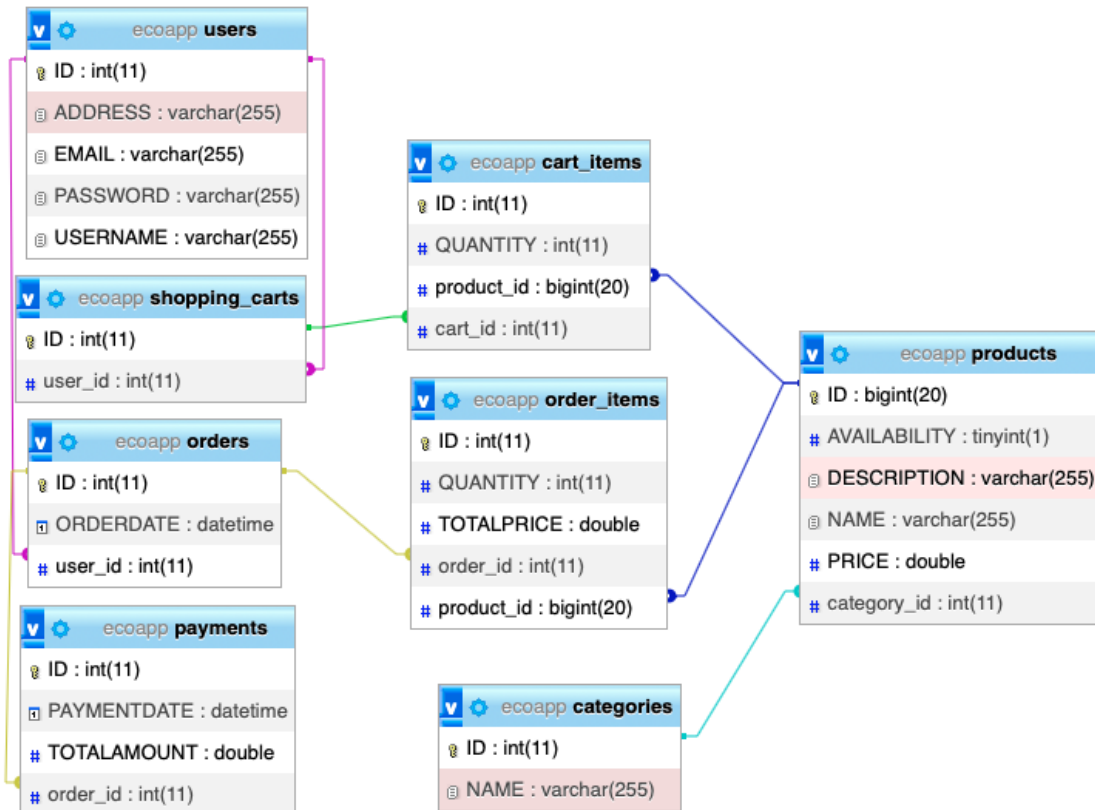 v ecoapp users
ID : int(11)
ADDRESS : varchar(255)
EMAIL : varchar(255)
PASSWORD : varchar(255)
USERNAME : varchar(255)
v ecoapp shopping_carts
ID : int(11)
# user_id : int(11)
v ecoapp orders
ID : int(11)
ORDERDATE : datetime
# user_id : int(11)
v ecoapp payments
ID : int(11)
PAYMENTDATE : datetime
# TOTALAMOUNT : double
# order_id : int(11)
v ecoapp cart_items
ID : int(11)
# QUANTITY : int(11)
# product_id : bigint(20)
# cart_id : int(11)
v ecoapp order_items
ID : int(11)
# QUANTITY : int(11)
# TOTALPRICE : double
# order_id : int(11)
# product_id : bigint(20)
v ecoapp categories
ID : int(11)
NAME : varchar(255)
v ecoapp products
ID : bigint(20)
# AVAILABILITY : tinyint(1)
DESCRIPTION : varchar(255)
NAME : varchar(255)
# PRICE : double
# category_id : int(11)